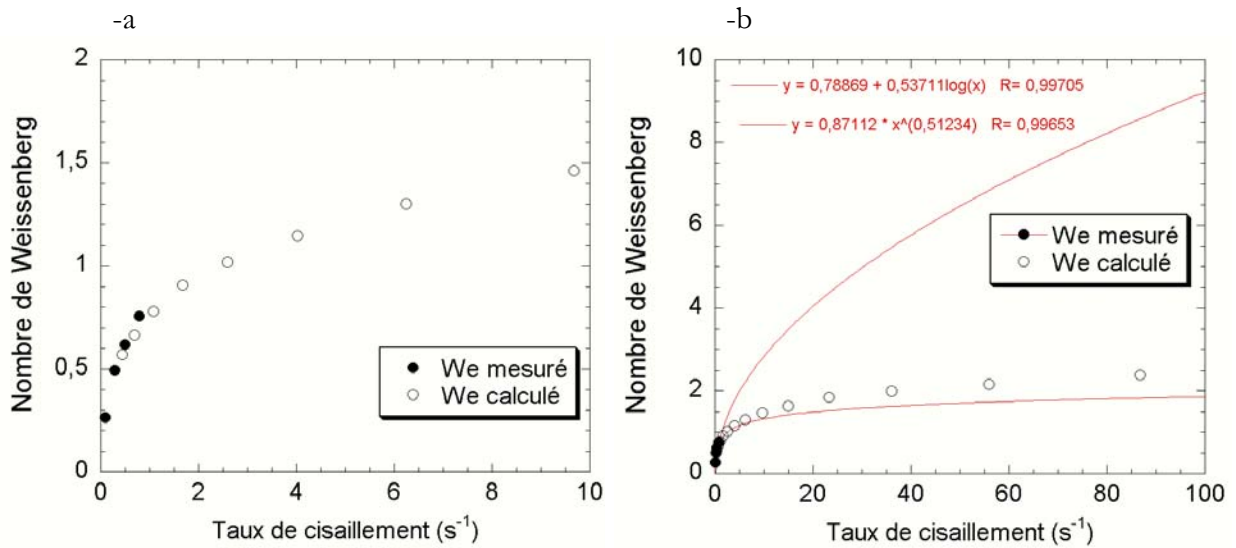 -a
2
1,5
1
0,5
0
0 2 4 6 8 10
Nombre de Weissenberg
Taux de cisaillement (s⁻¹)
We mesuré
We calculé
-b
10
8
6
4
2
0
0 20 40 60 80 100
Nombre de Weissenberg
Taux de cisaillement (s⁻¹)
y = 0,78869 + 0,53711log(x) R= 0,99705
y = 0,87112 * x^(0,51234) R= 0,99653
We mesuré
We calculé